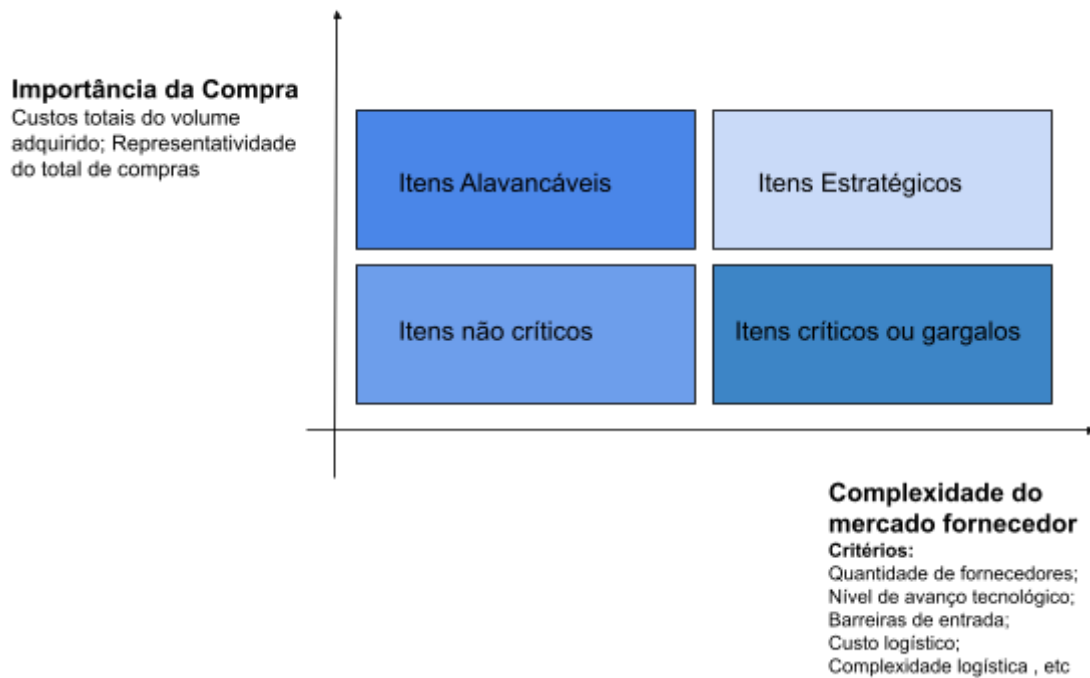 Importância da Compra
Custos totais do volume
adquirido; Representatividade
do total de compras
Itens Alavancáveis
Itens Estratégicos
Itens não críticos
Itens críticos ou gargalos
Complexidade do
mercado fornecedor
Critérios:
Quantidade de fornecedores;
Nível de avanço tecnológico;
Barreiras de entrada;
Custo logístico;
Complexidade logística , etc